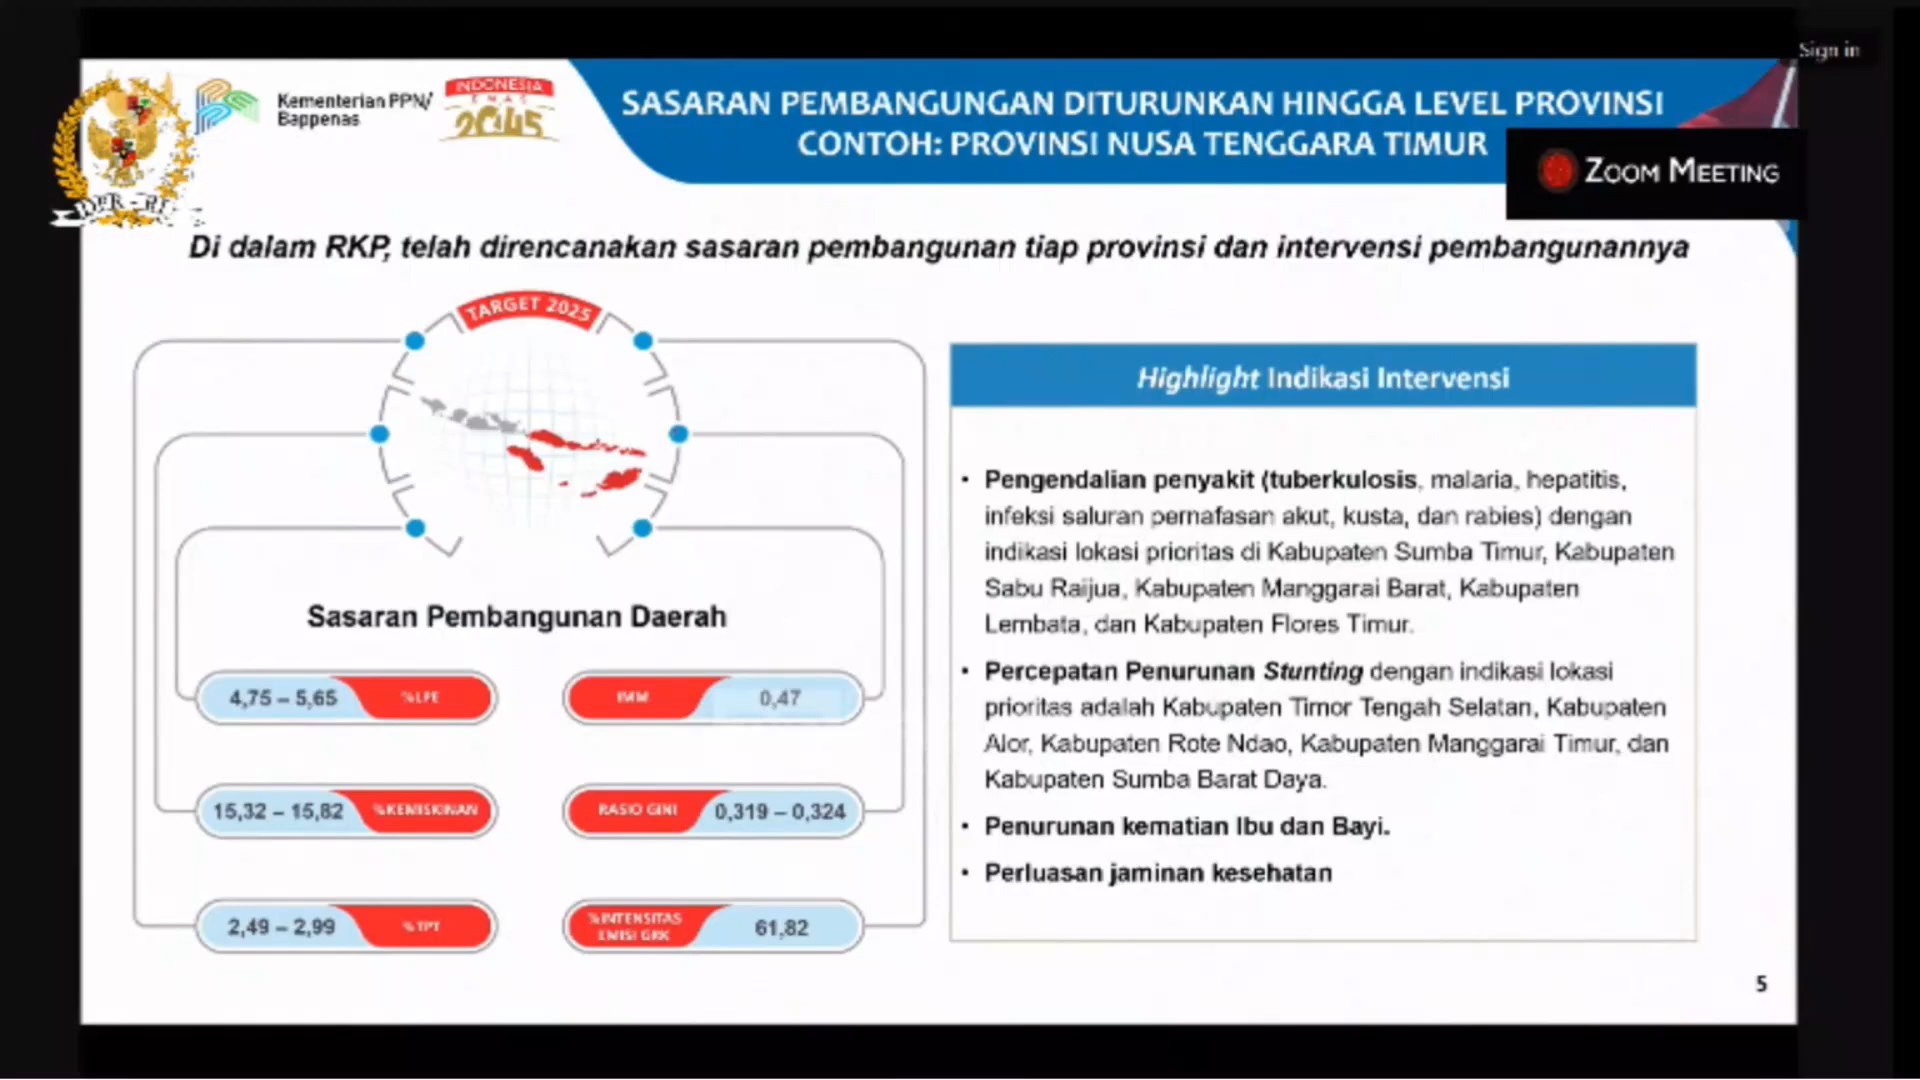 Sign in
Kementerian PPN/
Bappenas
INDONESIA
EMAS
2045
DPR-RI
SASARAN PEMBANGUNGAN DITURUNKAN HINGGA LEVEL PROVINSI
CONTOH: PROVINSI NUSA TENGGARA TIMUR
ZOOM MEETING
Di dalam RKP, telah direncanakan sasaran pembangunan tiap provinsi dan intervensi pembangunannya
TARGET 2025
Sasaran Pembangunan Daerah
4,75 – 5,65 %LPE
IMM 0,47
15,32 – 15,82 %KEMISKINAN
RASIO GINI 0,319 – 0,324
2,49 – 2,99 %TPT
%INTENSITAS
EMISI GRK
61,82
Highlight Indikasi Intervensi
• Pengendalian penyakit (tuberkulosis, malaria, hepatitis,
infeksi saluran pernafasan akut, kusta, dan rabies) dengan
indikasi lokasi prioritas di Kabupaten Sumba Timur, Kabupaten
Sabu Raijua, Kabupaten Manggarai Barat, Kabupaten
Lembata, dan Kabupaten Flores Timur.
• Percepatan Penurunan Stunting dengan indikasi lokasi
prioritas adalah Kabupaten Timor Tengah Selatan, Kabupaten
Alor, Kabupaten Rote Ndao, Kabupaten Manggarai Timur, dan
Kabupaten Sumba Barat Daya.
• Penurunan kematian Ibu dan Bayi.
• Perluasan jaminan kesehatan
5